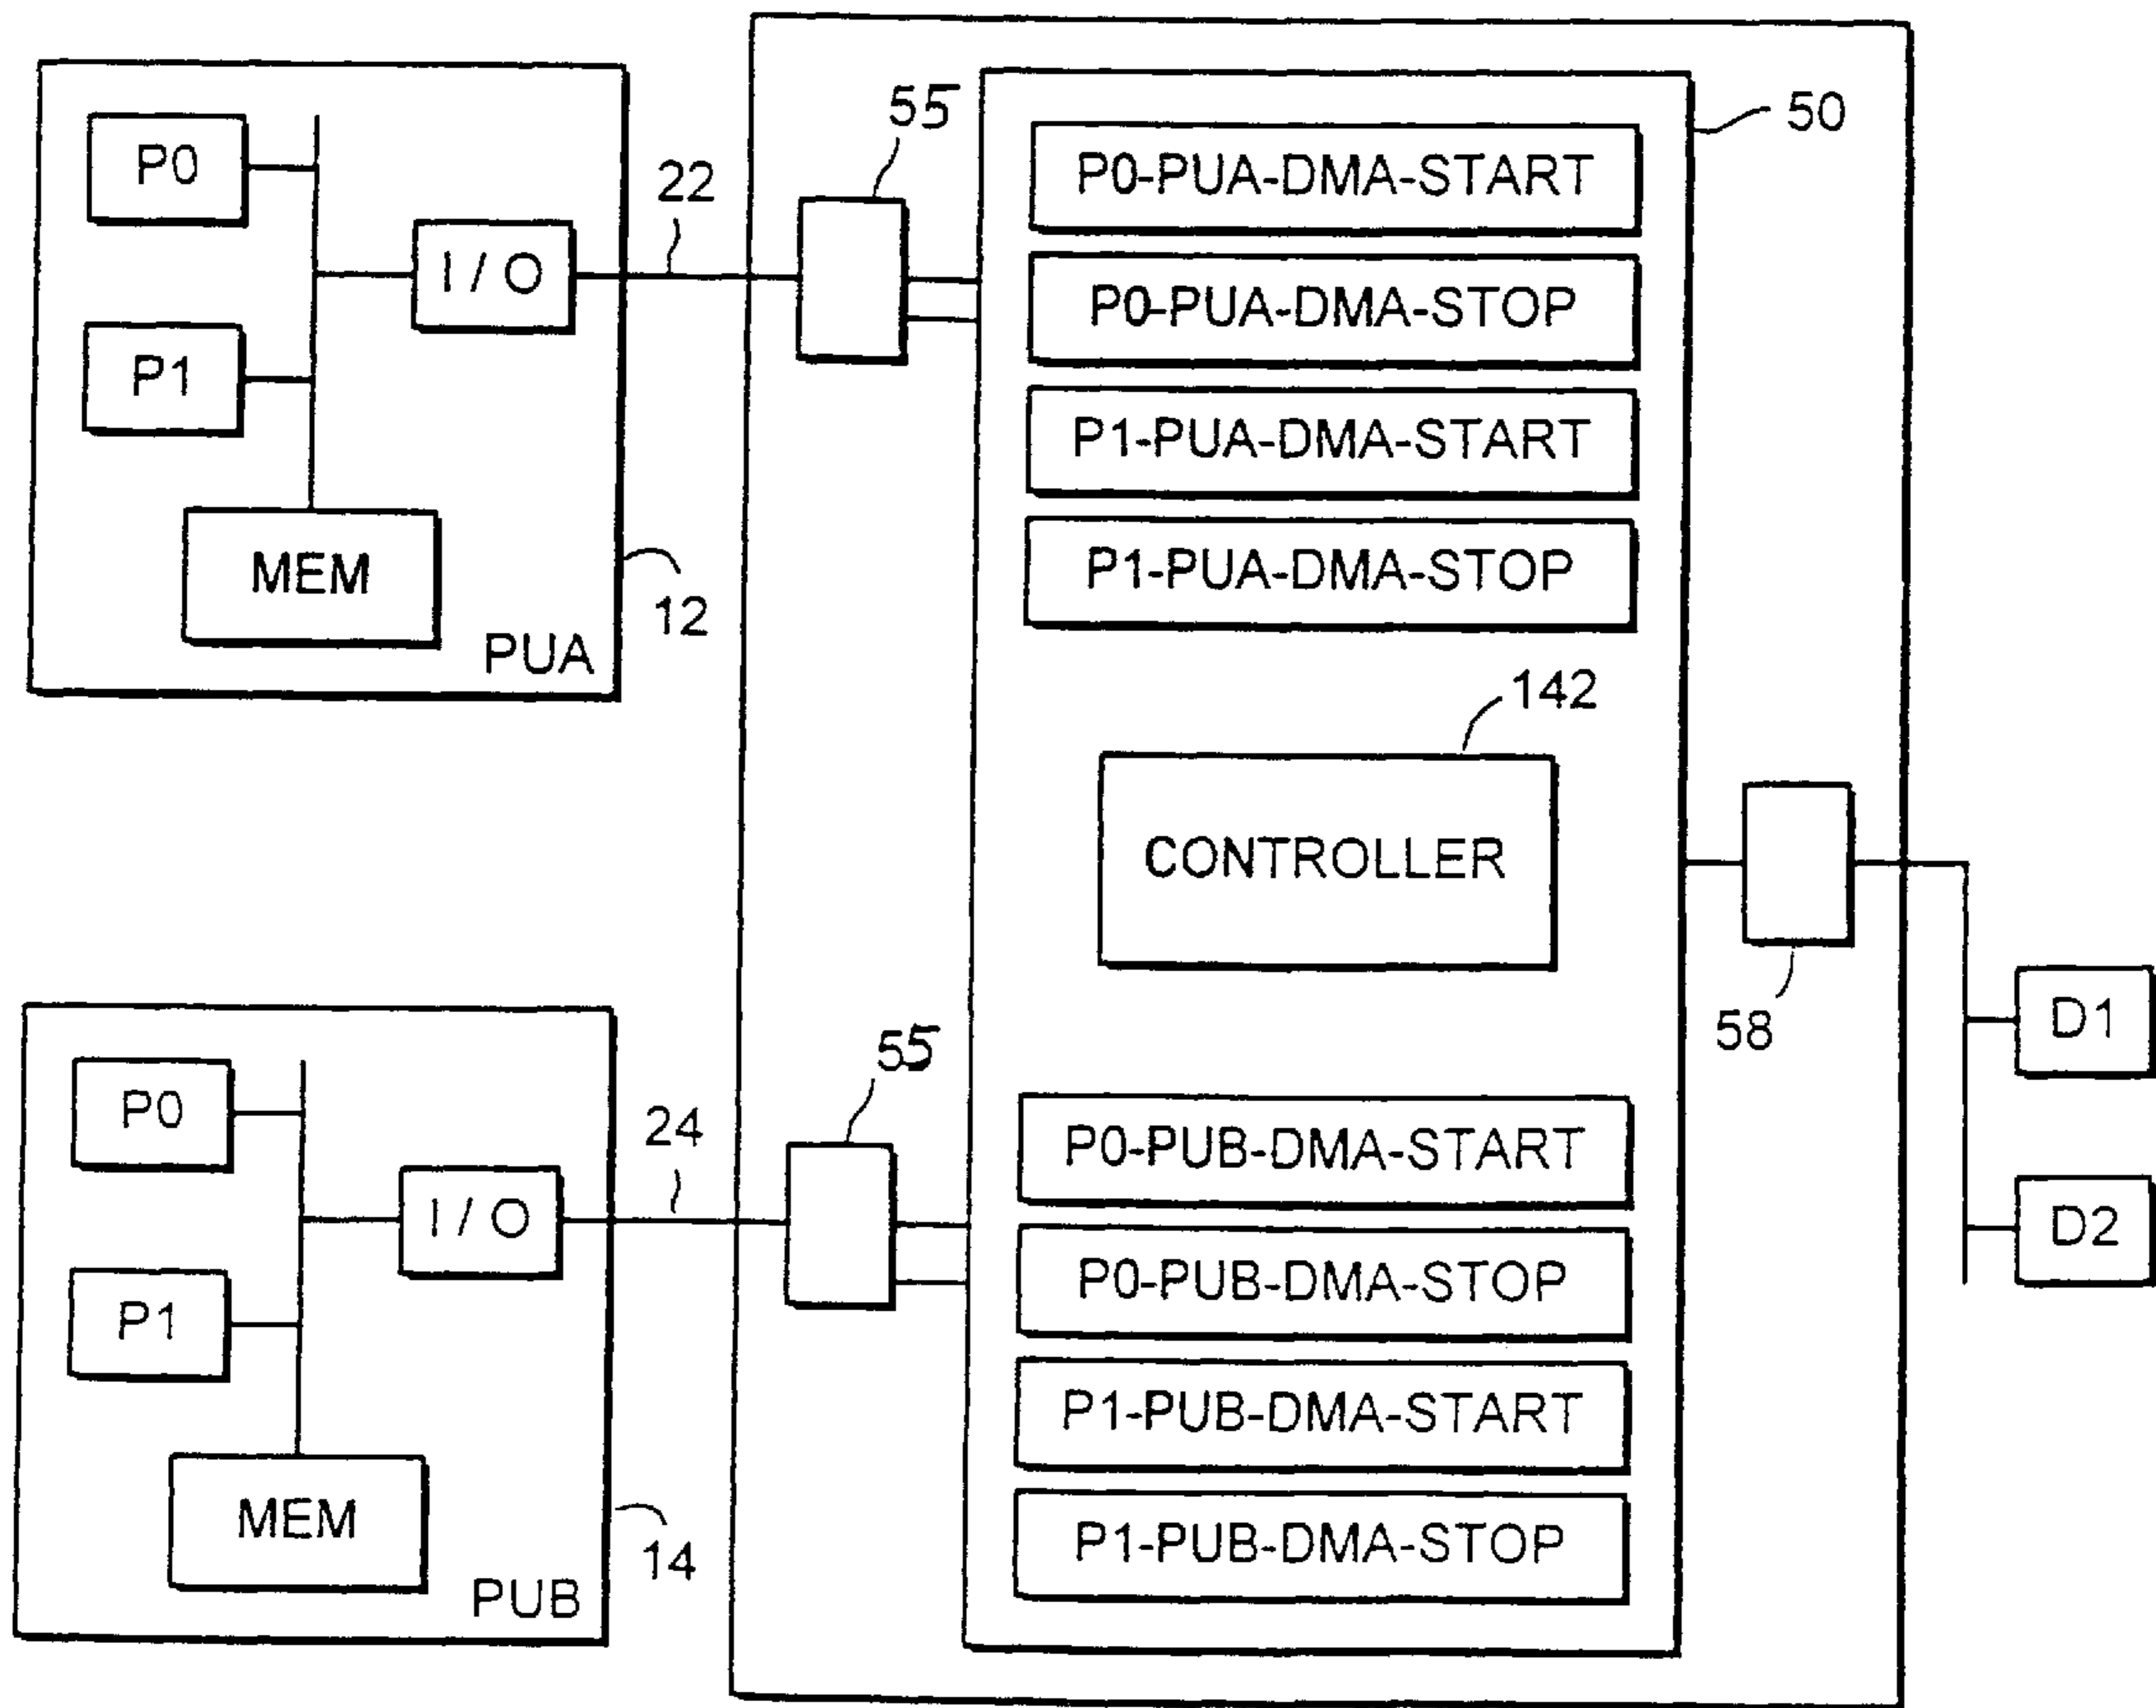 P0
P1
I / O
MEM
PUA
12
22
55
50
P0-PUA-DMA-START
P0-PUA-DMA-STOP
P1-PUA-DMA-START
P1-PUA-DMA-STOP
142
CONTROLLER
58
D1
D2
P0
P1
I / O
MEM
PUB
14
24
55
P0-PUB-DMA-START
P0-PUB-DMA-STOP
P1-PUB-DMA-START
P1-PUB-DMA-STOP